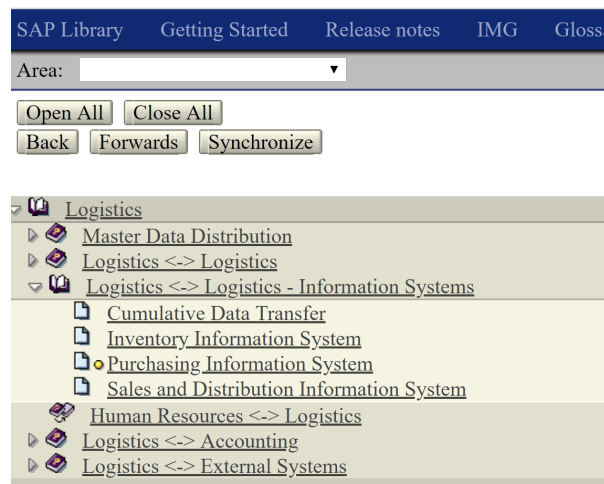 SAP Library Getting Started Release notes IMG Gloss
Area:
Open All Close All
Back Forwards Synchronize
Logistics
Master Data Distribution
Logistics <-> Logistics
Logistics <-> Logistics - Information Systems
Cumulative Data Transfer
Inventory Information System
Purchasing Information System
Sales and Distribution Information System
Human Resources <-> Logistics
Logistics <-> Accounting
Logistics <-> External Systems